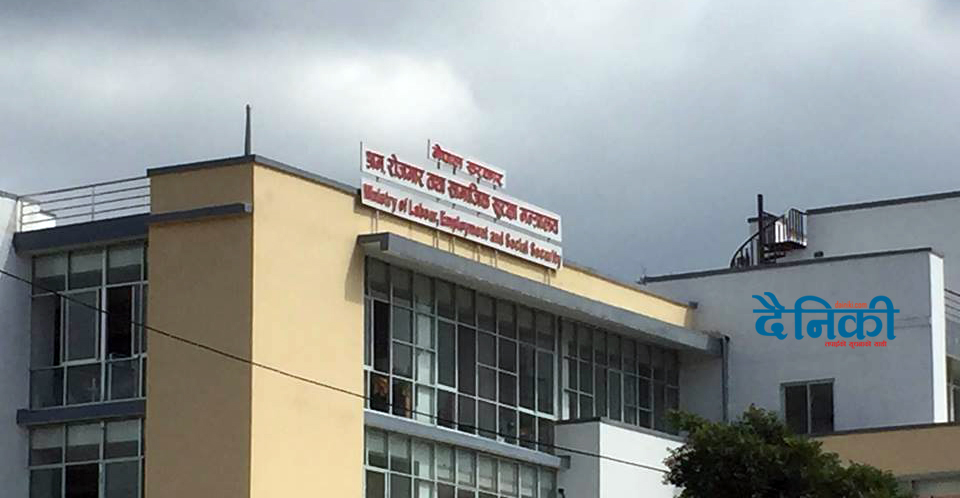 नेपाल सरकार
श्रम, रोजगार तथा सामाजिक सुरक्षा मन्त्रालय
Ministry of Labour, Employment and Social Security
दैनिकी